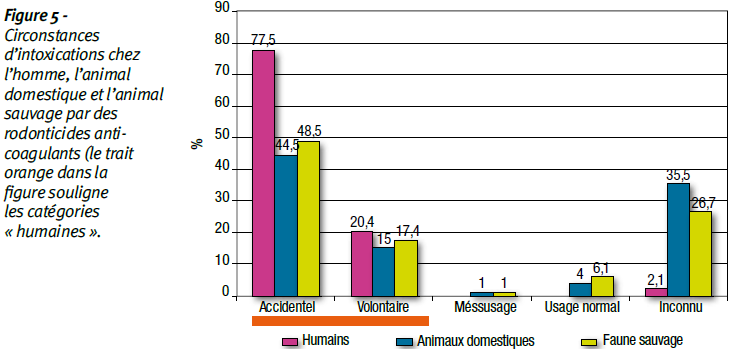 Figure 5 -
Circonstances
d'intoxications chez
l'homme, l'animal
domestique et l'animal
sauvage par des
rodonticides anti-
coagulants (le trait
orange dans la
figure souligne
les catégories
« humaines ».
%
90
80
70
60
50
40
30
20
10
0
77,5
44,5
48,5
20,4
15
17,4
1
1
4
6,1
2,1
35,5
26,7
Accidentel
Volontaire
Méssusage
Usage normal
Inconnu
Humains
Animaux domestiques
Faune sauvage